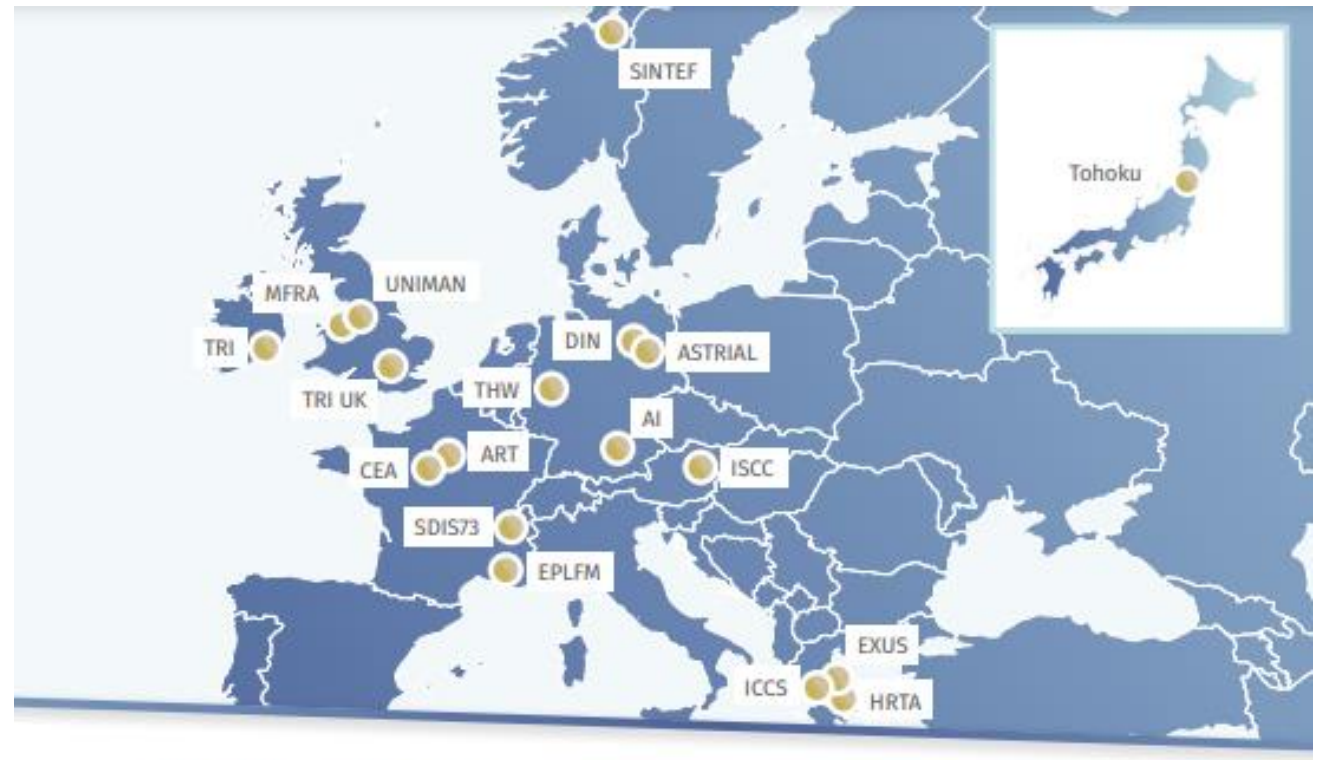 SINTEF
Tohoku
UNIMAN
MFRA
TRI
DIN
ASTRIAL
TRI UK
THW
AI
ART
CEA
ISCC
SDIS73
EPLFM
EXUS
ICCS
HRTA